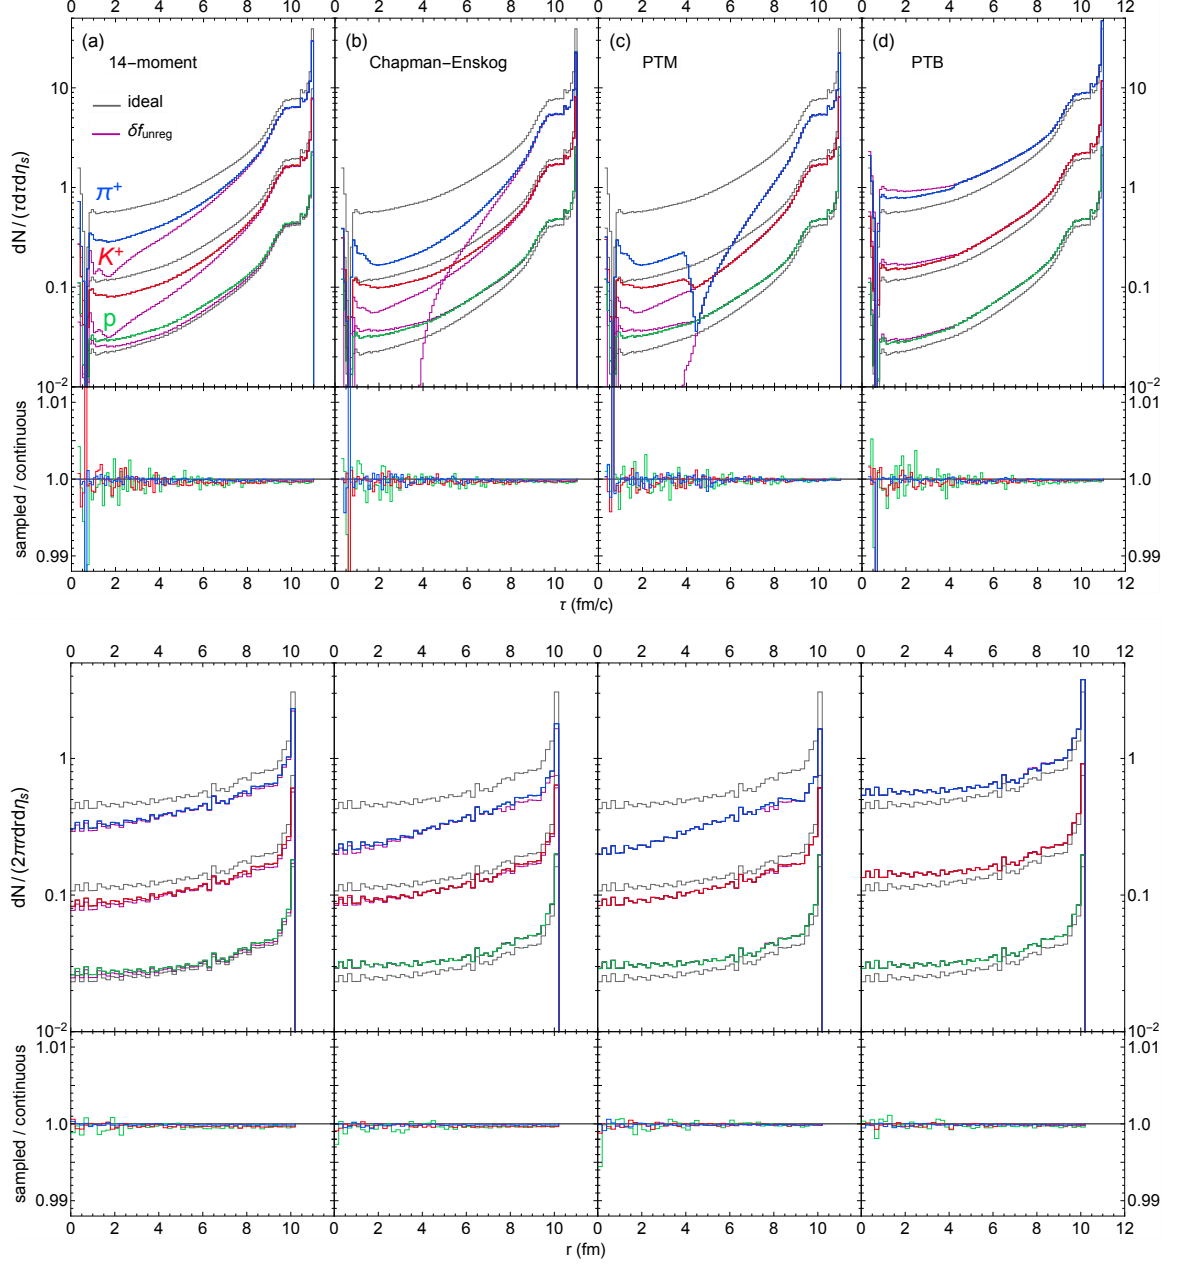 0 2 4 6 8 10 0 2 4 6 8 10 0 2 4 6 8 10 0 2 4 6 8 10 12
(a) (b) (c) (d)
14−moment Chapman−Enskog PTM PTB
ideal
δf_unreg
π⁺
K⁺
p
dN / (τdτdη_s)
10 1 0.1 10⁻²
10 1 0.1 10⁻²
sampled / continuous
1.01 1.0 0.99
1.01 1.0 0.99
0 2 4 6 8 10 0 2 4 6 8 10 0 2 4 6 8 10 0 2 4 6 8 10 12
τ (fm/c)
0 2 4 6 8 10 0 2 4 6 8 10 0 2 4 6 8 10 0 2 4 6 8 10 12
dN / (2πrdrdη_s)
1 0.1 10⁻²
1 0.1 10⁻²
sampled / continuous
1.01 1.0 0.99
1.01 1.0 0.99
0 2 4 6 8 10 0 2 4 6 8 10 0 2 4 6 8 10 0 2 4 6 8 10 12
r (fm)